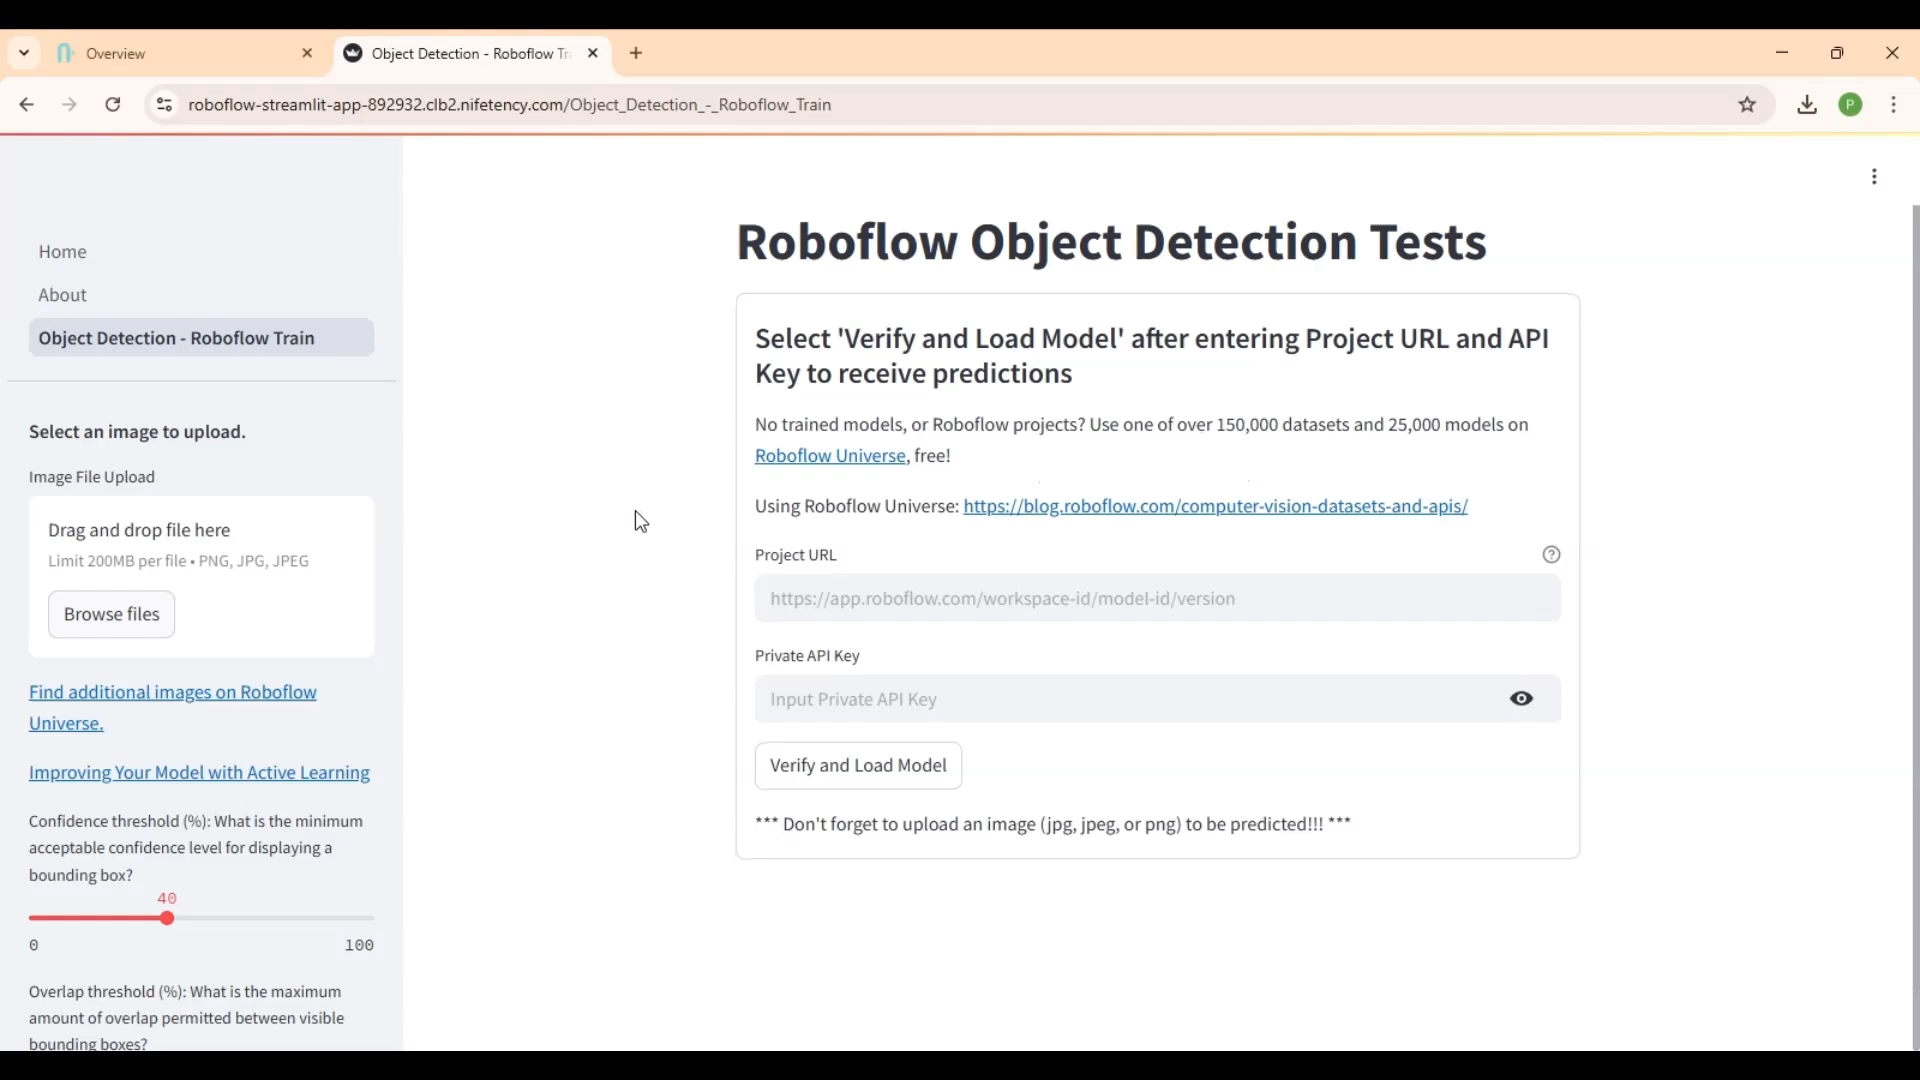 Overview
Object Detection - Roboflow Tr
roboflow-streamlit-app-892932.clb2.nifetency.com/Object_Detection_-_Roboflow_Train
P
Home
About
Object Detection - Roboflow Train
Select an image to upload.
Image File Upload
Drag and drop file here
Limit 200MB per file • PNG, JPG, JPEG
Browse files
Find additional images on Roboflow
Universe.
Improving Your Model with Active Learning
Confidence threshold (%): What is the minimum
acceptable confidence level for displaying a
bounding box?
40
0 100
Overlap threshold (%): What is the maximum
amount of overlap permitted between visible
bounding boxes?
Roboflow Object Detection Tests
Select 'Verify and Load Model' after entering Project URL and API
Key to receive predictions
No trained models, or Roboflow projects? Use one of over 150,000 datasets and 25,000 models on
Roboflow Universe, free!
Using Roboflow Universe: https://blog.roboflow.com/computer-vision-datasets-and-apis/
Project URL
https://app.roboflow.com/workspace-id/model-id/version
Private API Key
Input Private API Key
Verify and Load Model
*** Don't forget to upload an image (jpg, jpeg, or png) to be predicted!!! ***